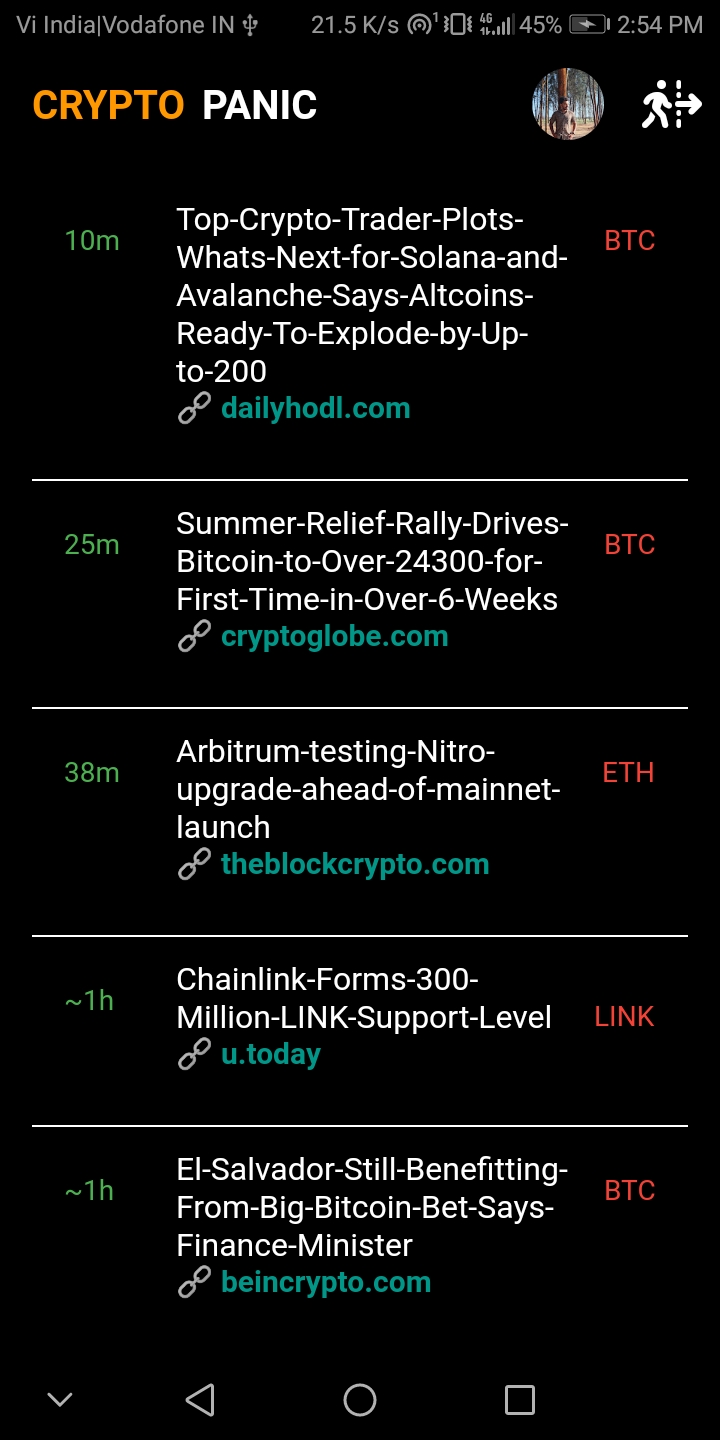 Vi India|Vodafone IN 21.5 K/s 1 4G 45% 2:54 PM
CRYPTO PANIC
10m
Top-Crypto-Trader-Plots-
Whats-Next-for-Solana-and-
Avalanche-Says-Altcoins-
Ready-To-Explode-by-Up-
to-200
dailyhodl.com
BTC
25m
Summer-Relief-Rally-Drives-
Bitcoin-to-Over-24300-for-
First-Time-in-Over-6-Weeks
cryptoglobe.com
BTC
38m
Arbitrum-testing-Nitro-
upgrade-ahead-of-mainnet-
launch
theblockcrypto.com
ETH
~1h
Chainlink-Forms-300-
Million-LINK-Support-Level
u.today
LINK
~1h
El-Salvador-Still-Benefitting-
From-Big-Bitcoin-Bet-Says-
Finance-Minister
beincrypto.com
BTC